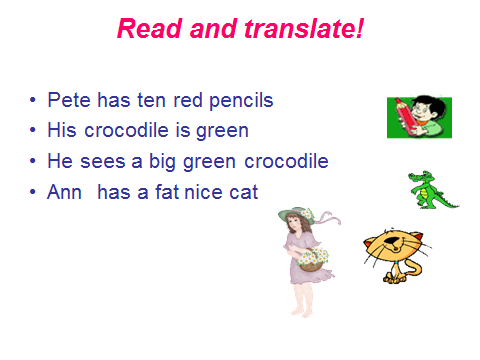 Read and translate!
• Pete has ten red pencils
• His crocodile is green
• He sees a big green crocodile
• Ann has a fat nice cat